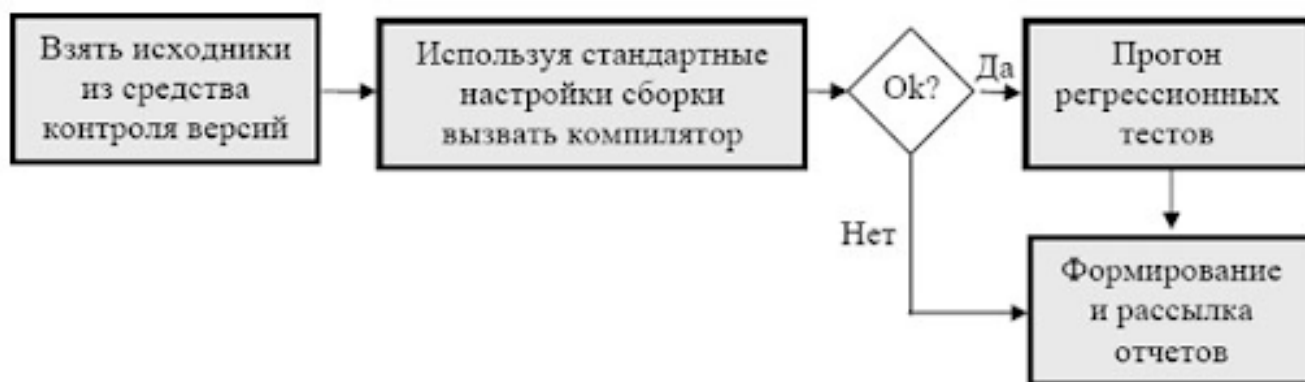 Взять исходники
из средства
контроля версий
Используя стандартные
настройки сборки
вызвать компилятор
Ok?
Да
Прогон
регрессионных
тестов
Нет
Формирование
и рассылка
отчетов